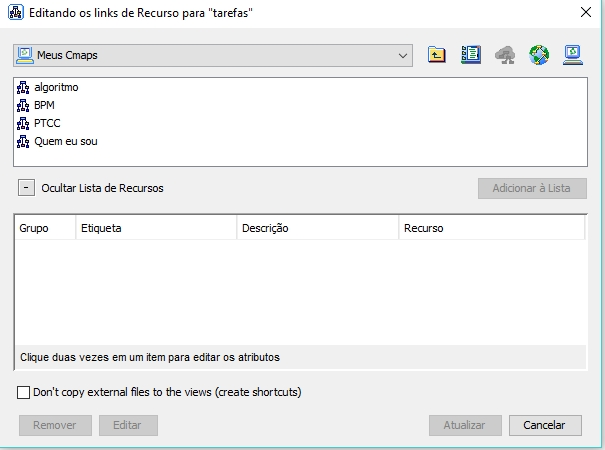 Editando os links de Recurso para "tarefas"
Meus Cmaps
algoritmo
BPM
PTCC
Quem eu sou
- Ocultar Lista de Recursos
Adicionar à Lista
Grupo Etiqueta Descrição Recurso
Clique duas vezes em um item para editar os atributos
Don't copy external files to the views (create shortcuts)
Remover Editar Atualizar Cancelar